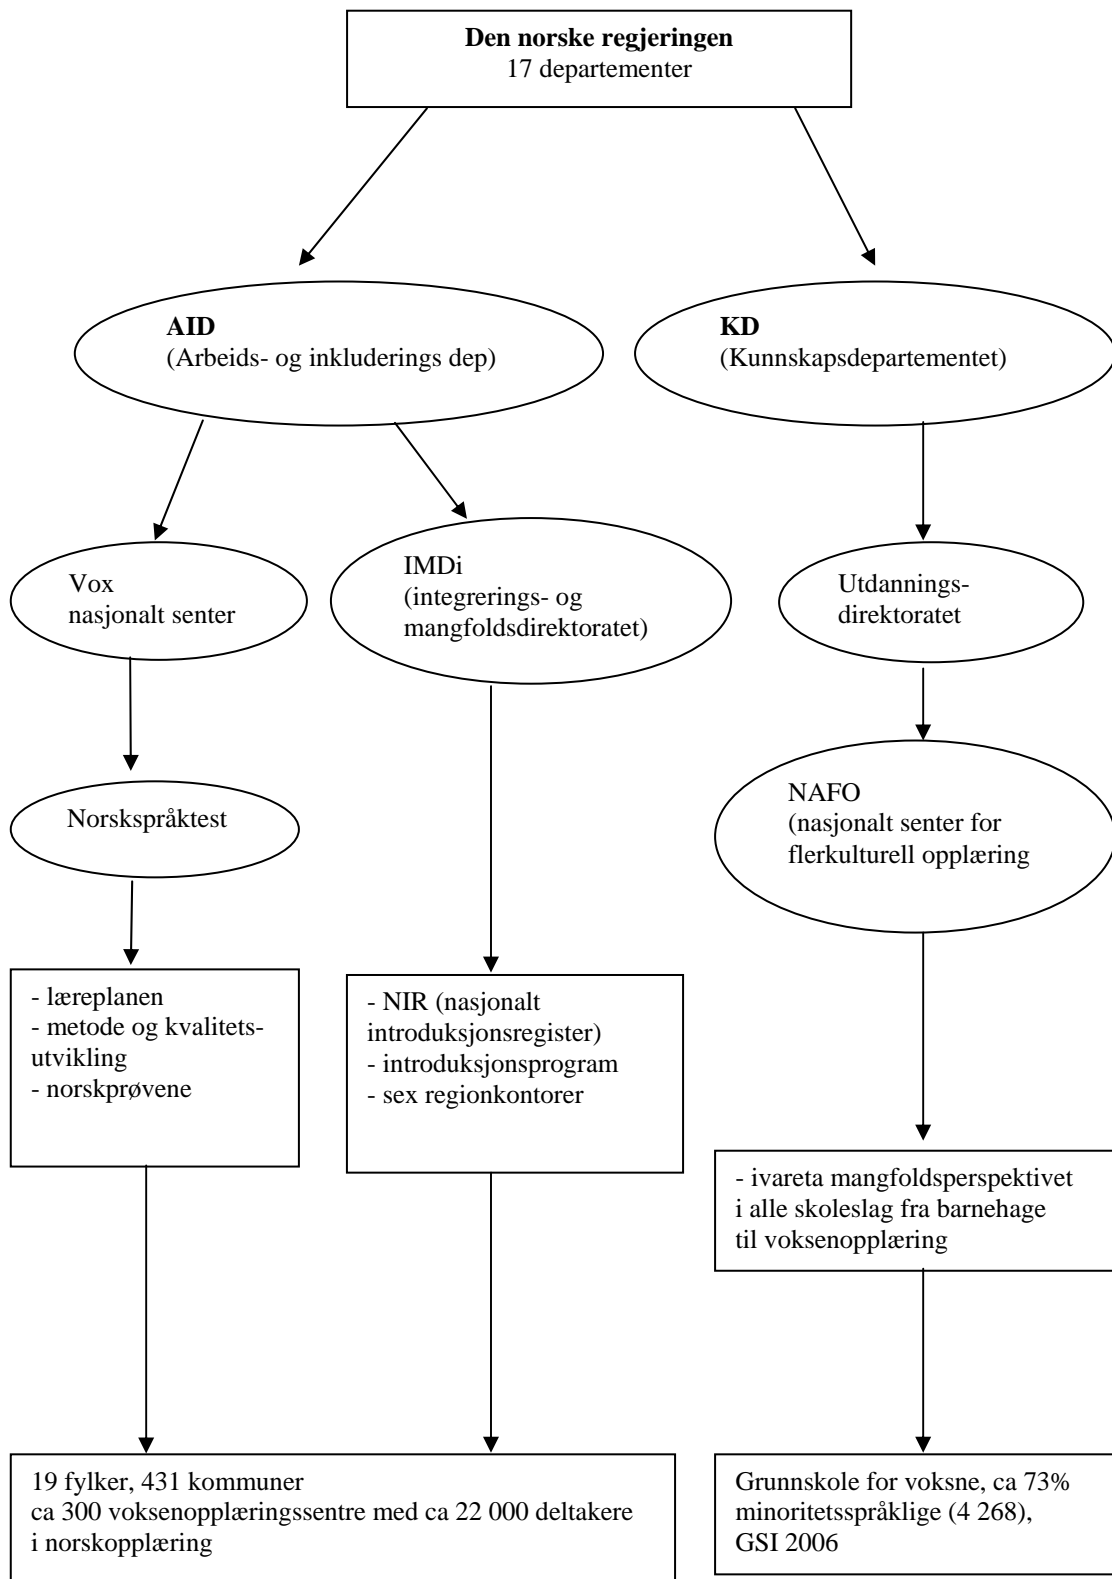 Den norske regjeringen
17 departementer
AID
(Arbeids- og inkluderings dep)
KD
(Kunnskapsdepartementet)
Vox
nasjonalt senter
IMDi
(integrerings- og
mangfoldsdirektoratet)
Utdannings-
direktoratet
Norskspråktest
NAFO
(nasjonalt senter for
flerkulturell opplæring
- læreplanen
- metode og kvalitets-
utvikling
- norskprøvene
- NIR (nasjonalt
introduksjonsregister)
- introduksjonsprogram
- sex regionkontorer
- ivareta mangfoldsperspektivet
i alle skoleslag fra barnehage
til voksenopplæring
19 fylker, 431 kommuner
ca 300 voksenopplæringssentre med ca 22 000 deltakere
i norskopplæring
Grunnskole for voksne, ca 73%
minoritetsspråklige (4 268),
GSI 2006